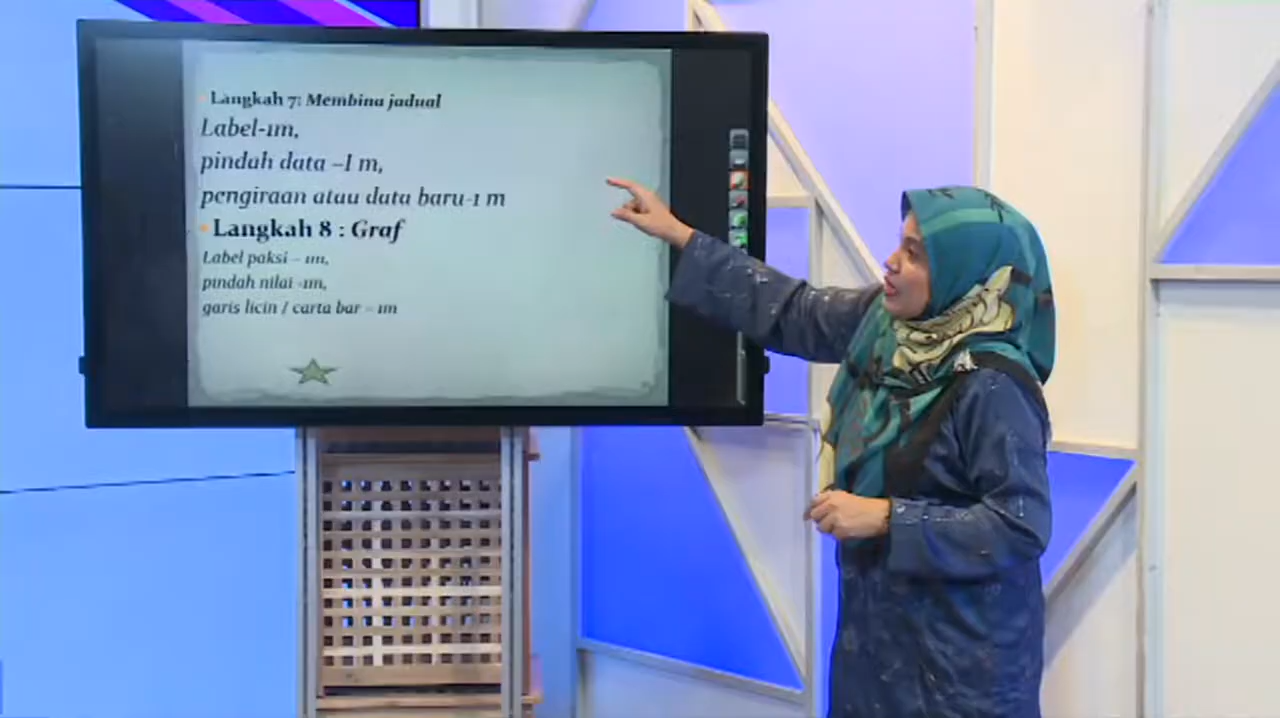 Langkah 7: Membina jadual
Label-1m,
pindah data –I m,
pengiraan atau data baru-1 m
Langkah 8 : Graf
Label paksi – 1m,
pindah nilai -1m,
garis licin / carta bar – 1m